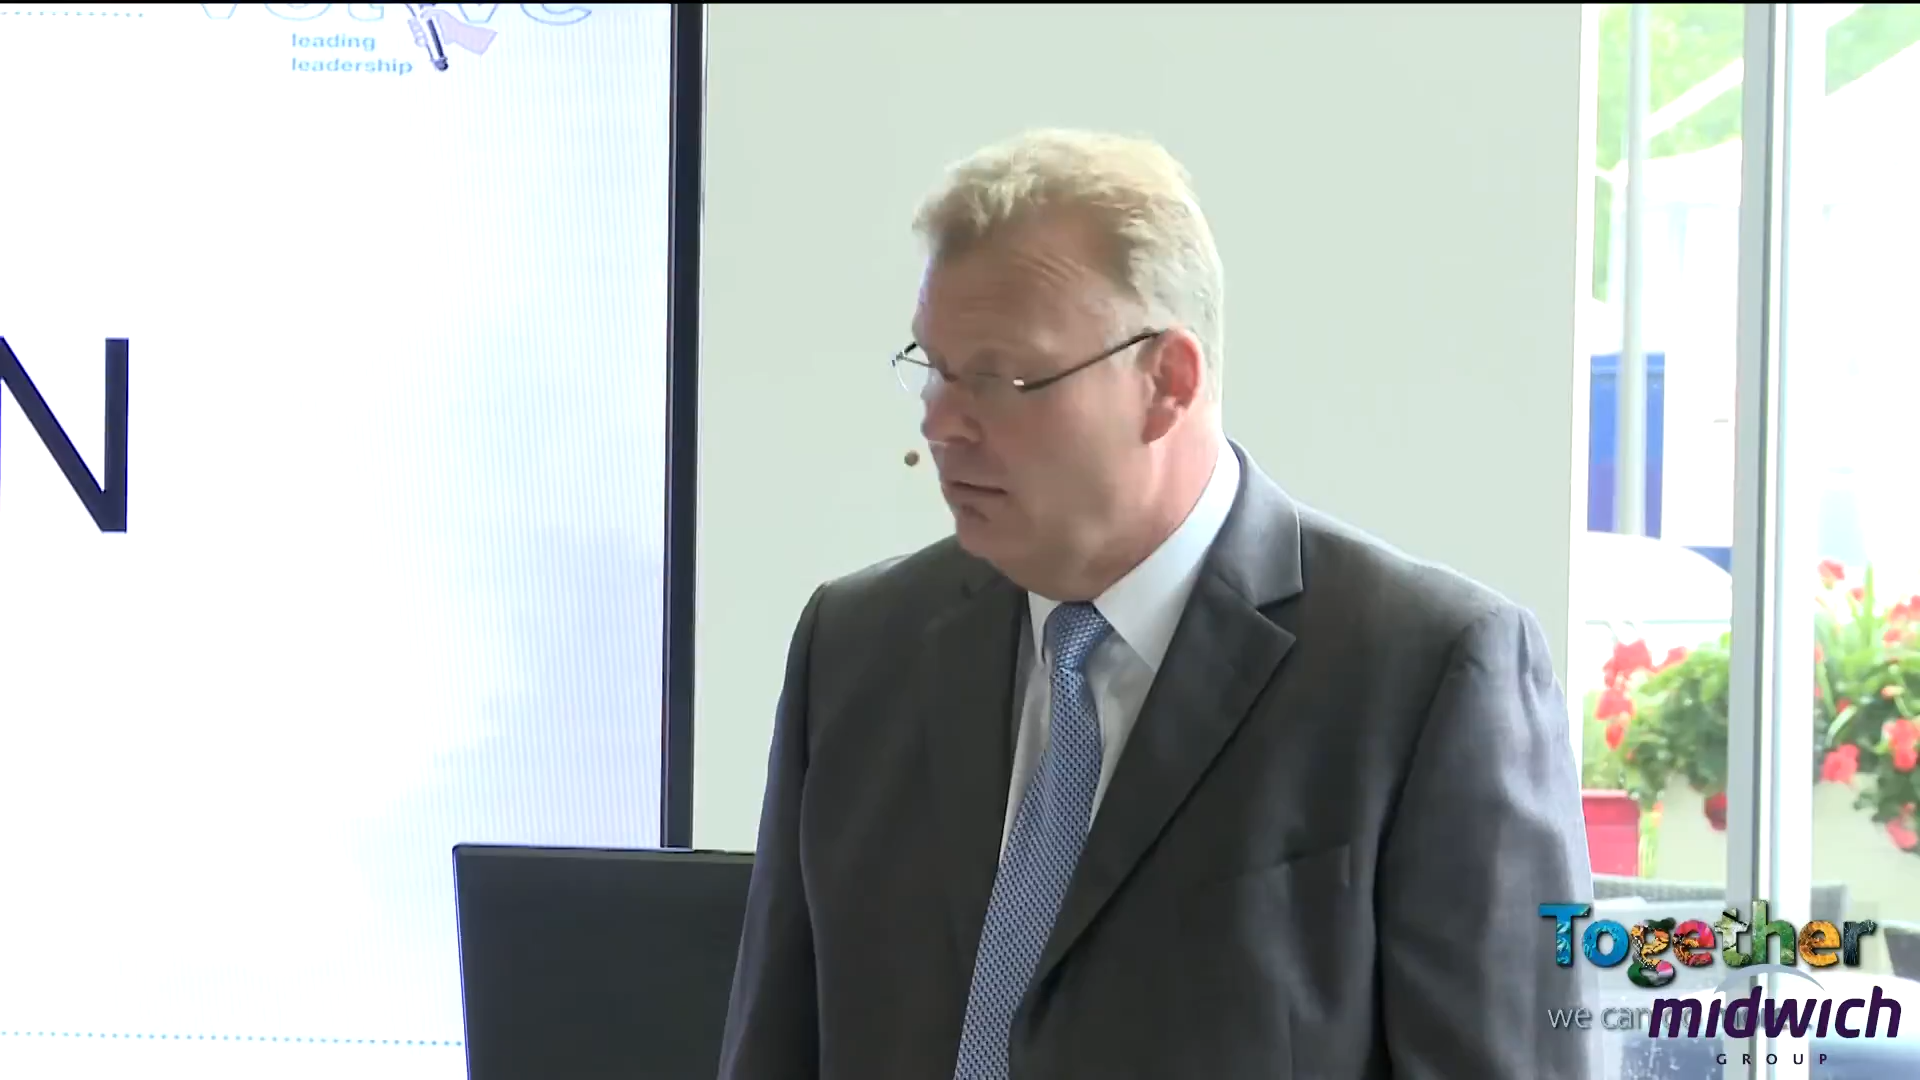 leading
leadership
N
Together
we can
midwich
GROUP